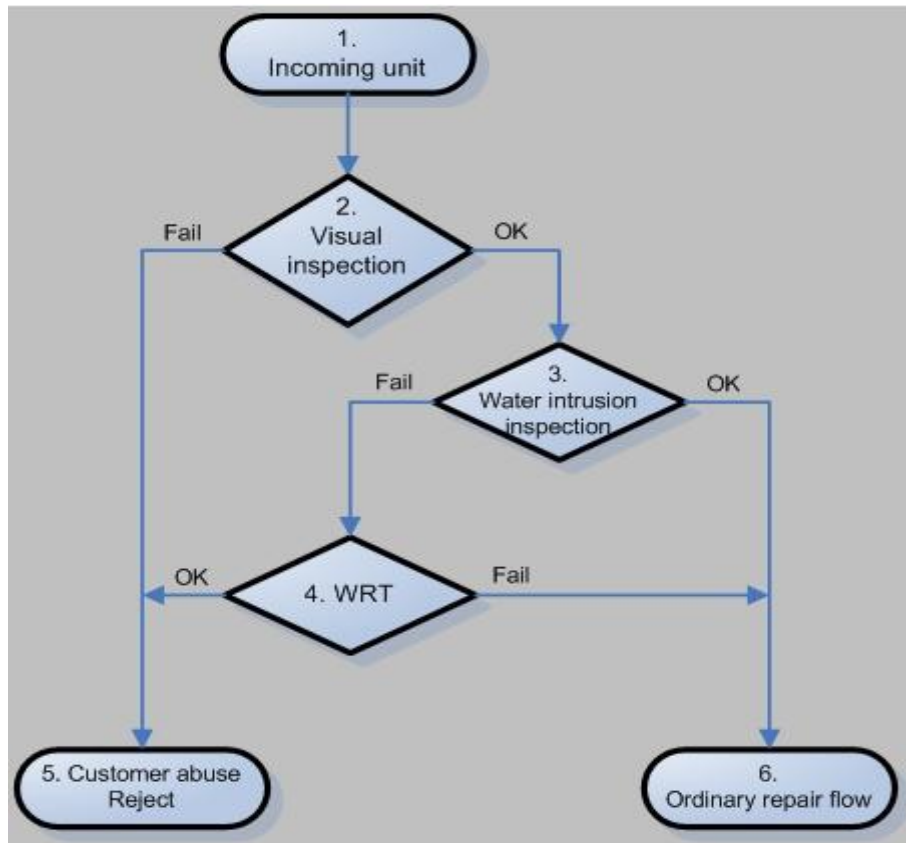 1.
Incoming unit
2.
Visual
inspection
Fail
OK
3.
Water intrusion
inspection
Fail
OK
4. WRT
OK
Fail
5. Customer abuse
Reject
6.
Ordinary repair flow